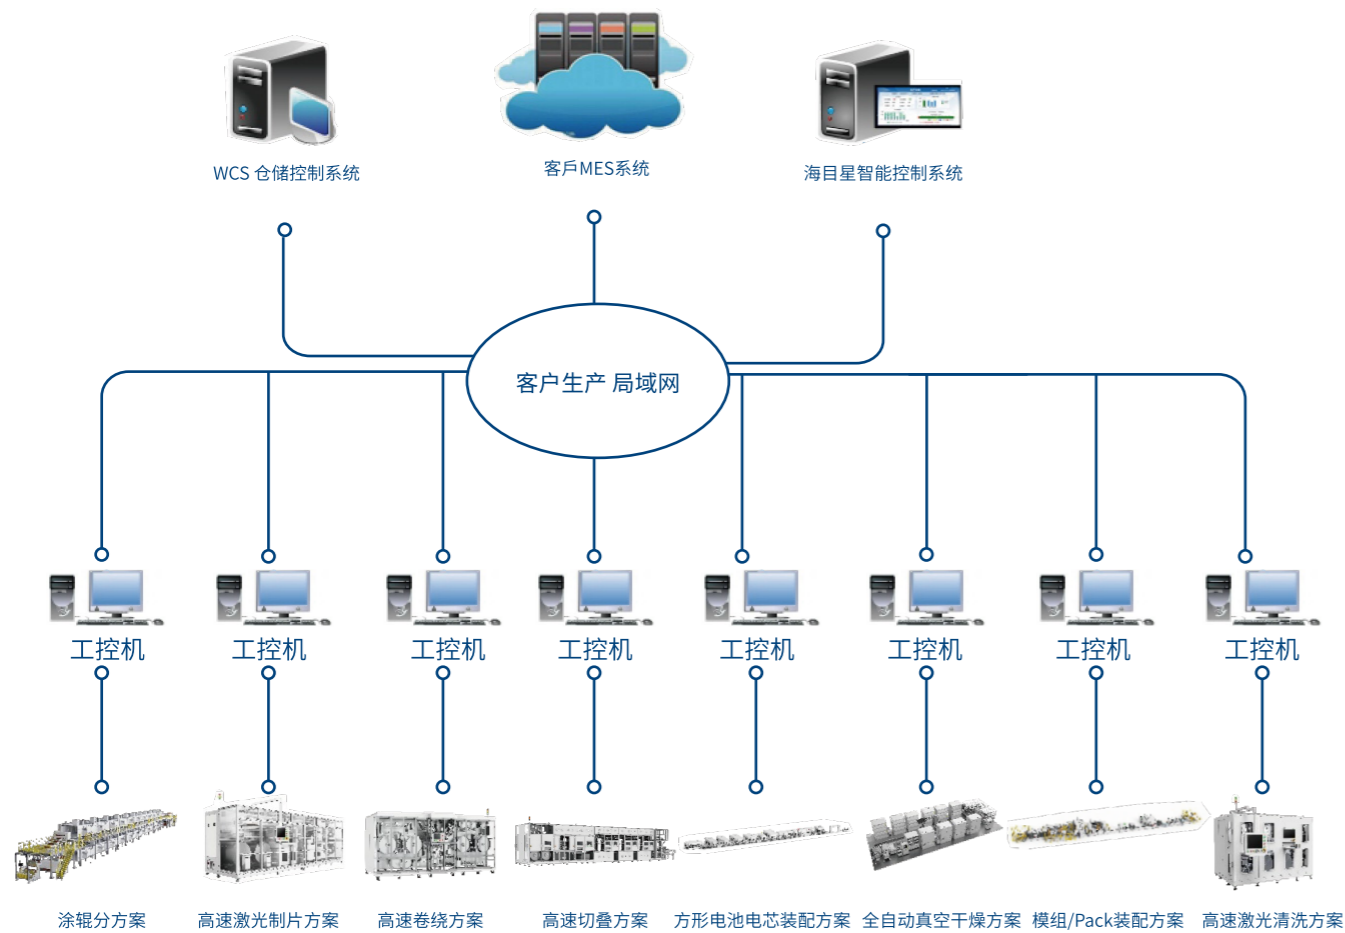 WCS 仓储控制系统
客戶MES系统
海目星智能控制系统
客户生产 局域网
工控机
工控机
工控机
工控机
工控机
工控机
工控机
工控机
涂辊分方案
高速激光制片方案
高速卷绕方案
高速切叠方案
方形电池电芯装配方案
全自动真空干燥方案
模组/Pack装配方案
高速激光清洗方案